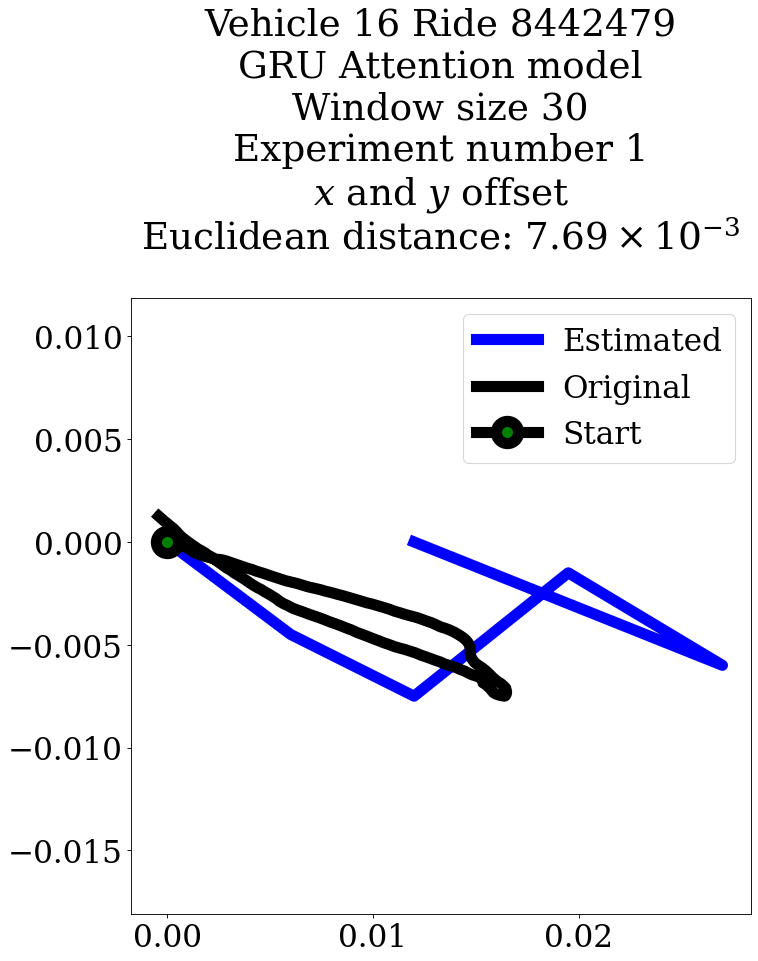 Vehicle 16 Ride 8442479
GRU Attention model
Window size 30
Experiment number 1
x and y offset
Euclidean distance: 7.69 × 10⁻³
Estimated
Original
Start
0.010
0.005
0.000
−0.005
−0.010
−0.015
0.00 0.01 0.02